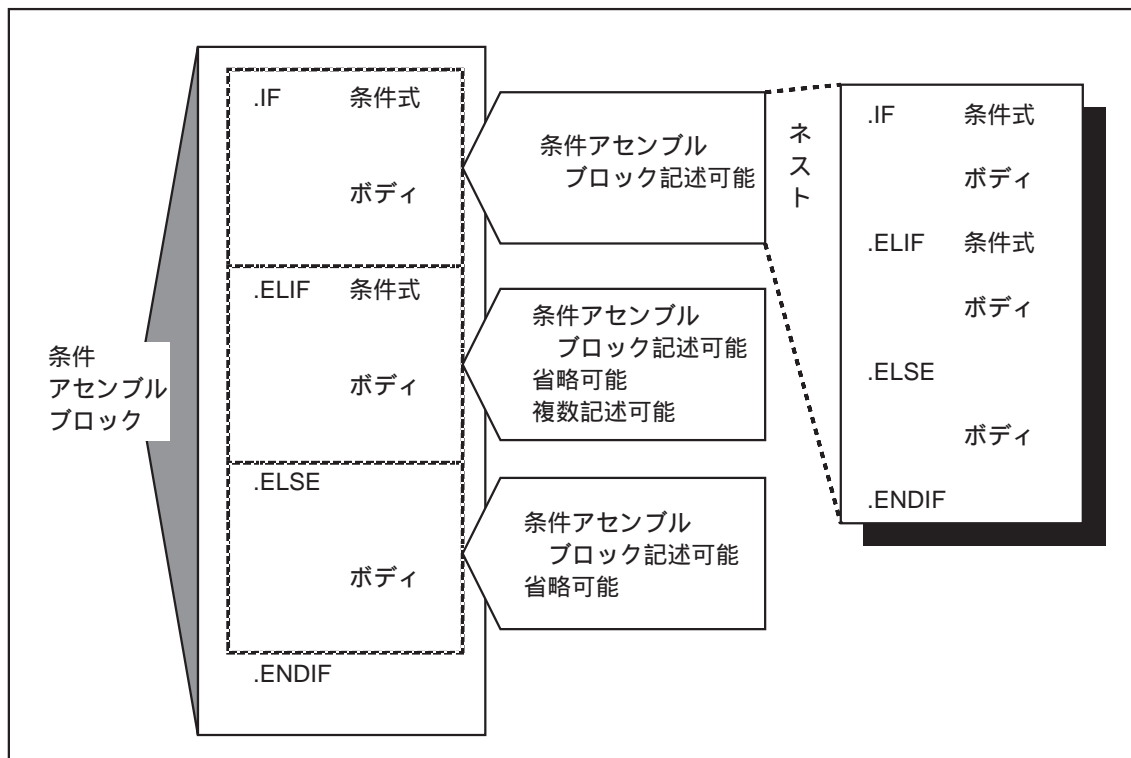 条件
アセンブル
ブロック
.IF 条件式
ボディ
.ELIF 条件式
ボディ
.ELSE
ボディ
.ENDIF
条件アセンブル
ブロック記述可能
条件アセンブル
ブロック記述可能
省略可能
複数記述可能
条件アセンブル
ブロック記述可能
省略可能
ネスト
.IF 条件式
ボディ
.ELIF 条件式
ボディ
.ELSE
ボディ
.ENDIF